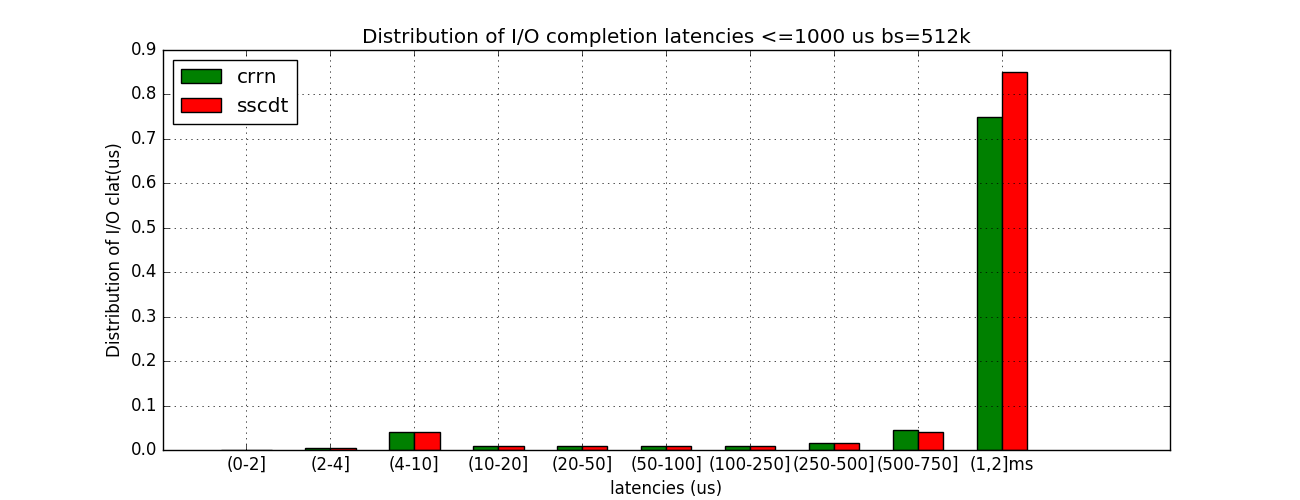 Distribution of I/O completion latencies <=1000 us bs=512k
crrn
sscdt
Distribution of I/O clat(us)
0.9
0.8
0.7
0.6
0.5
0.4
0.3
0.2
0.1
0.0
(0-2] (2-4] (4-10] (10-20] (20-50] (50-100] (100-250] (250-500] (500-750] (1,2]ms
latencies (us)